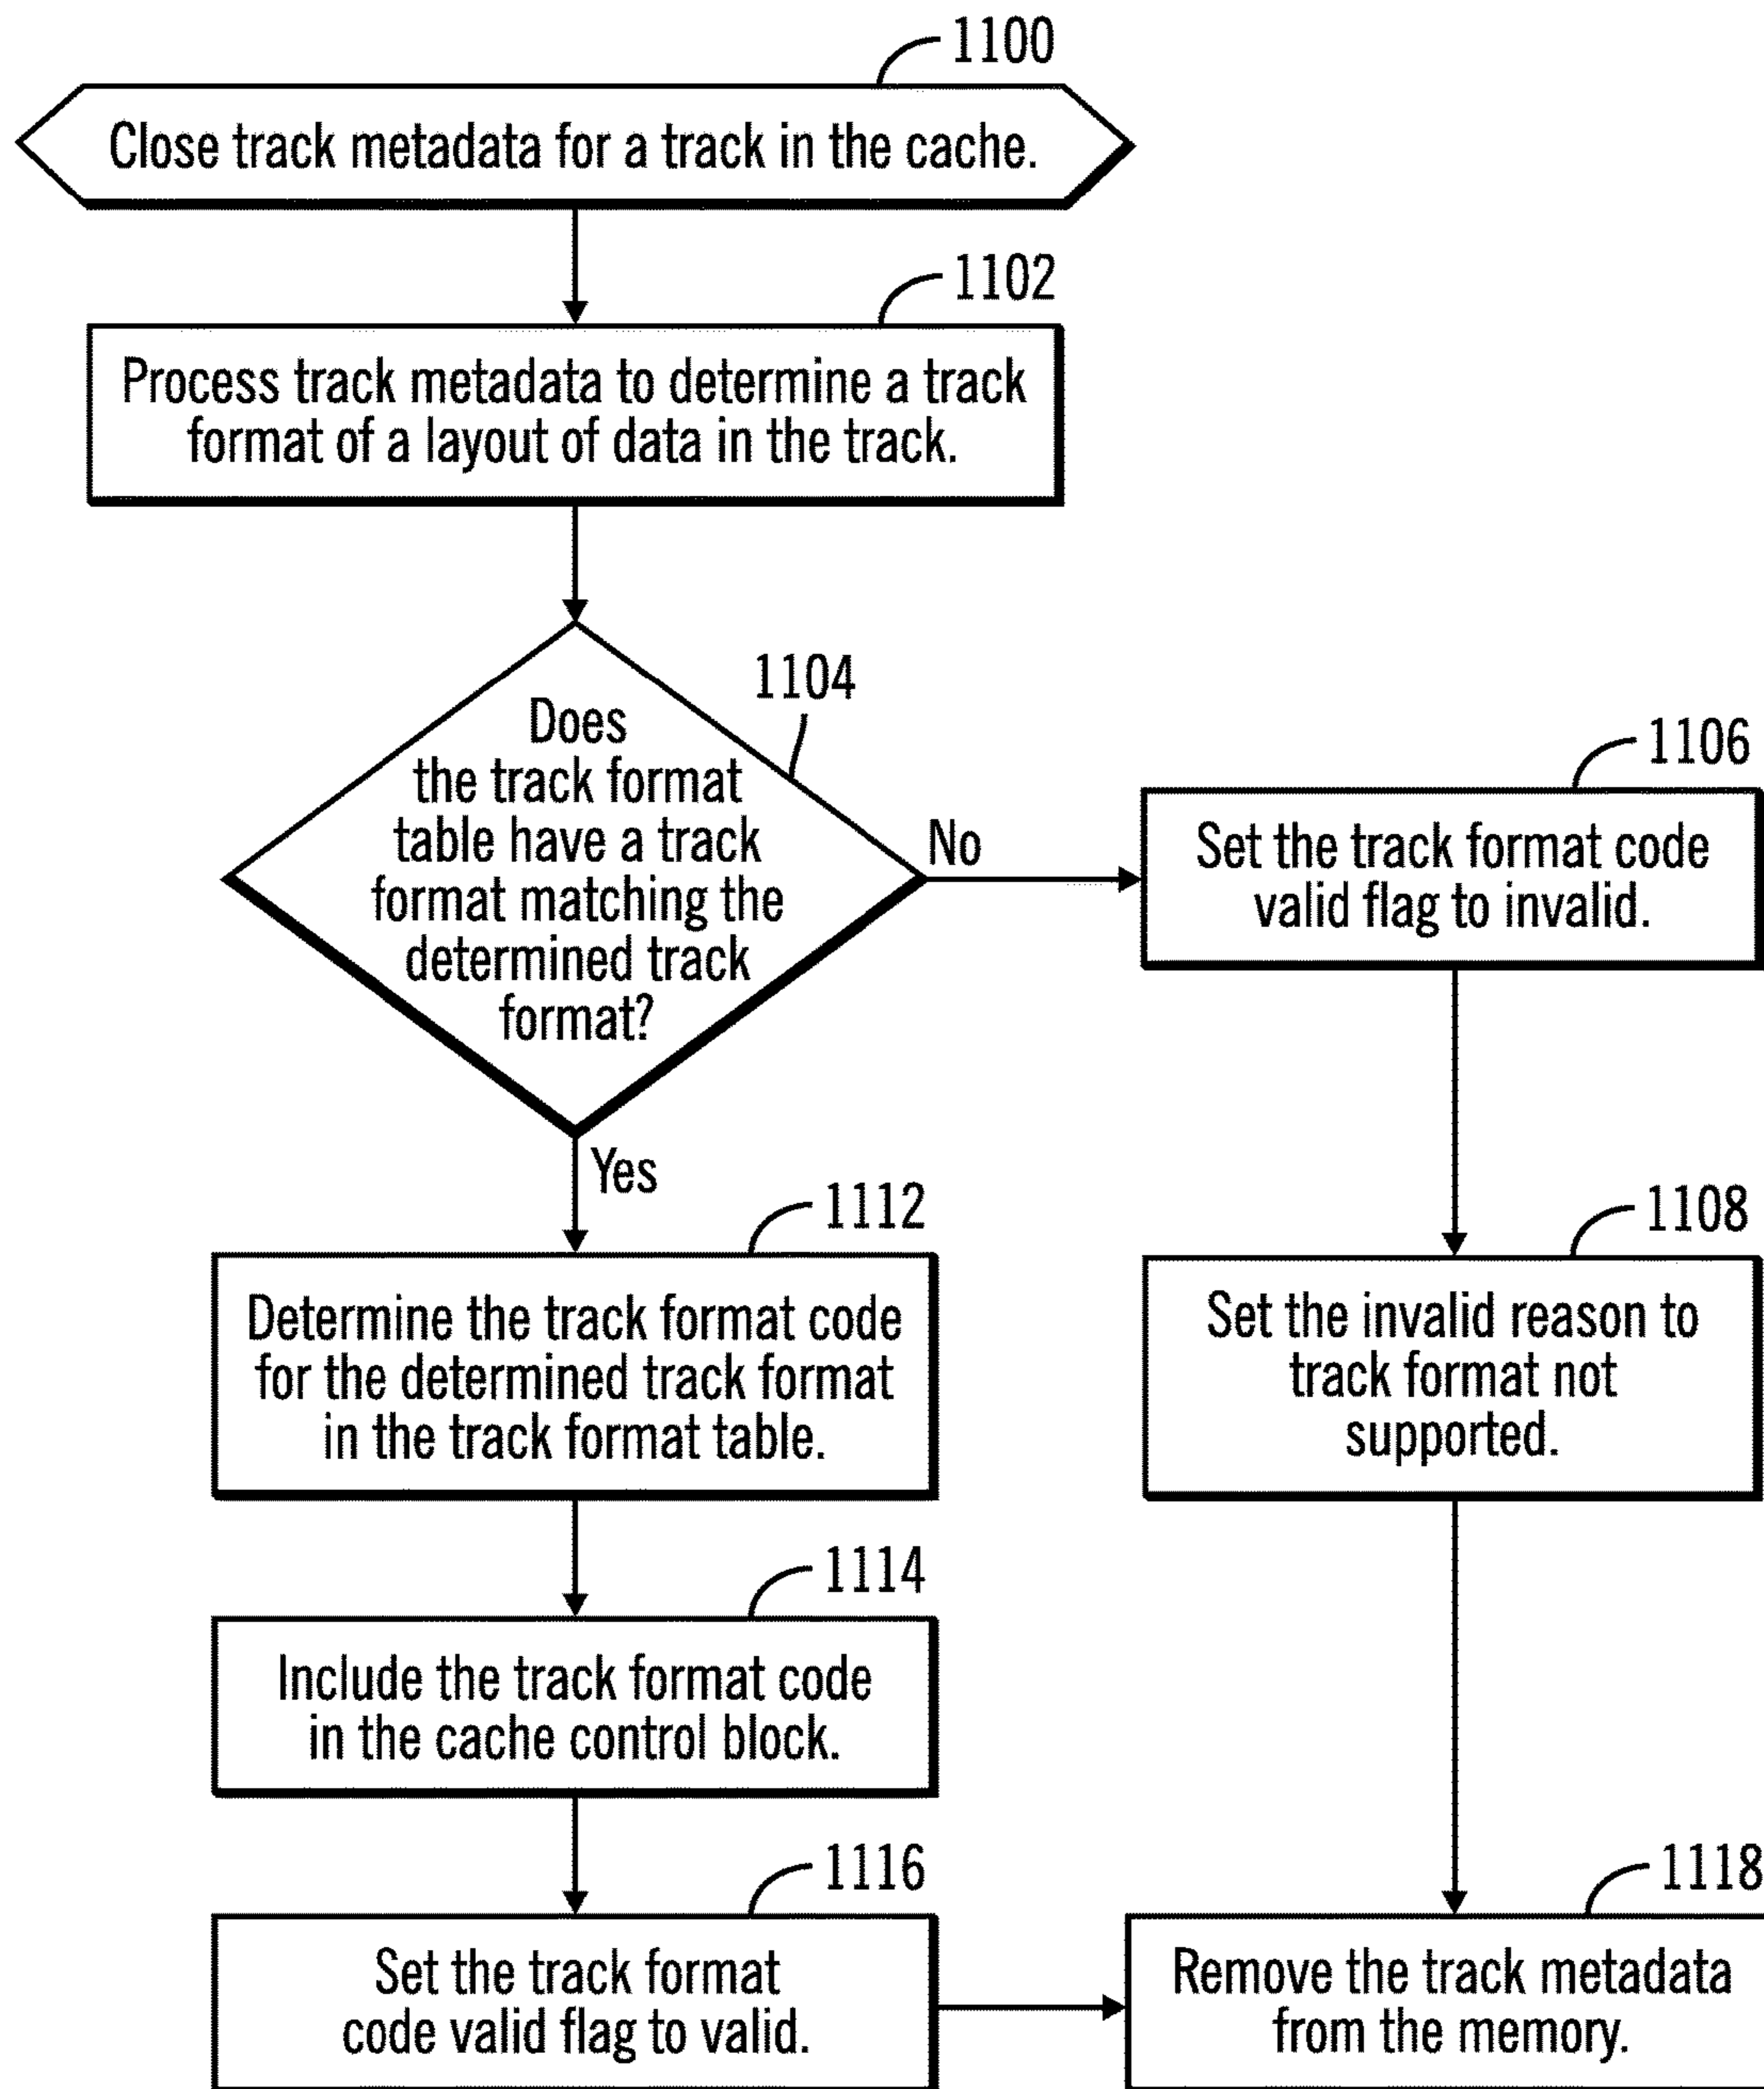 1100
Close track metadata for a track in the cache.
1102
Process track metadata to determine a track
format of a layout of data in the track.
1104
Does
the track format
table have a track
format matching the
determined track
format?
No
1106
Set the track format code
valid flag to invalid.
Yes
1112
Determine the track format code
for the determined track format
in the track format table.
1108
Set the invalid reason to
track format not
supported.
1114
Include the track format code
in the cache control block.
1116
Set the track format
code valid flag to valid.
1118
Remove the track metadata
from the memory.